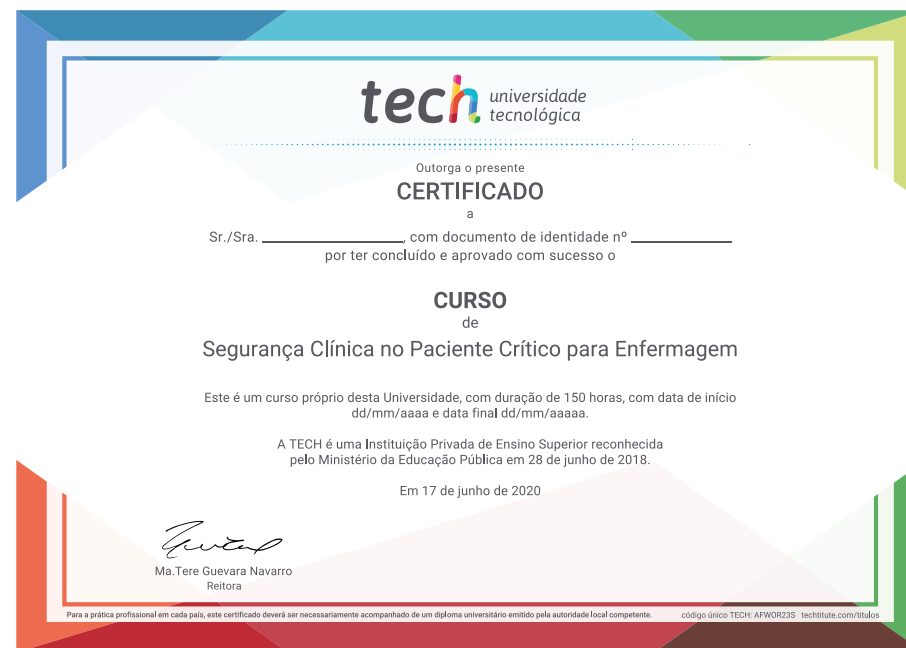 tech universidade
tecnológica
Outorga o presente
CERTIFICADO
a
Sr./Sra. ____________________, com documento de identidade nº ______________
por ter concluído e aprovado com sucesso o
CURSO
de
Segurança Clínica no Paciente Crítico para Enfermagem
Este é um curso próprio desta Universidade, com duração de 150 horas, com data de início
dd/mm/aaaa e data final dd/mm/aaaaa.
A TECH é uma Instituição Privada de Ensino Superior reconhecida
pelo Ministério da Educação Pública em 28 de junho de 2018.
Em 17 de junho de 2020
Ma.Tere Guevara Navarro
Reitora
Para a prática profissional em cada país, este certificado deverá ser necessariamente acompanhado de um diploma universitário emitido pela autoridade local competente. código único TECH: AFWOR23S techtitute.com/titulos